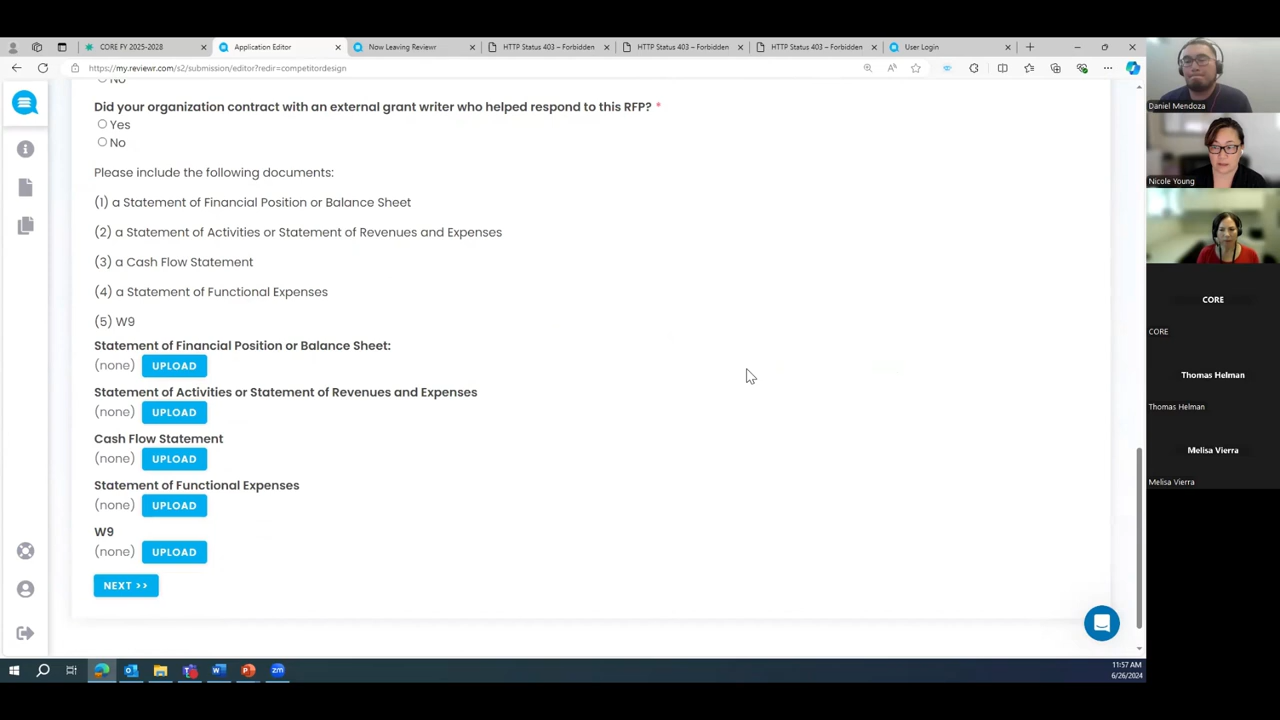 CORE FY 2025-2028
Application Editor
Now Leaving Reviewr
HTTP Status 403 – Forbidden
HTTP Status 403 – Forbidden
HTTP Status 403 – Forbidden
User Login
https://my.reviewr.com/s2/submission/editor?redir=competitordesign
No
Did your organization contract with an external grant writer who helped respond to this RFP? *
Yes
No
Please include the following documents:
(1) a Statement of Financial Position or Balance Sheet
(2) a Statement of Activities or Statement of Revenues and Expenses
(3) a Cash Flow Statement
(4) a Statement of Functional Expenses
(5) W9
Statement of Financial Position or Balance Sheet:
(none) UPLOAD
Statement of Activities or Statement of Revenues and Expenses
(none) UPLOAD
Cash Flow Statement
(none) UPLOAD
Statement of Functional Expenses
(none) UPLOAD
W9
(none) UPLOAD
NEXT >>
Daniel Mendoza
Nicole Young
CORE
CORE
Thomas Helman
Thomas Helman
Melisa Vierra
Melisa Vierra
11:57 AM
6/26/2024